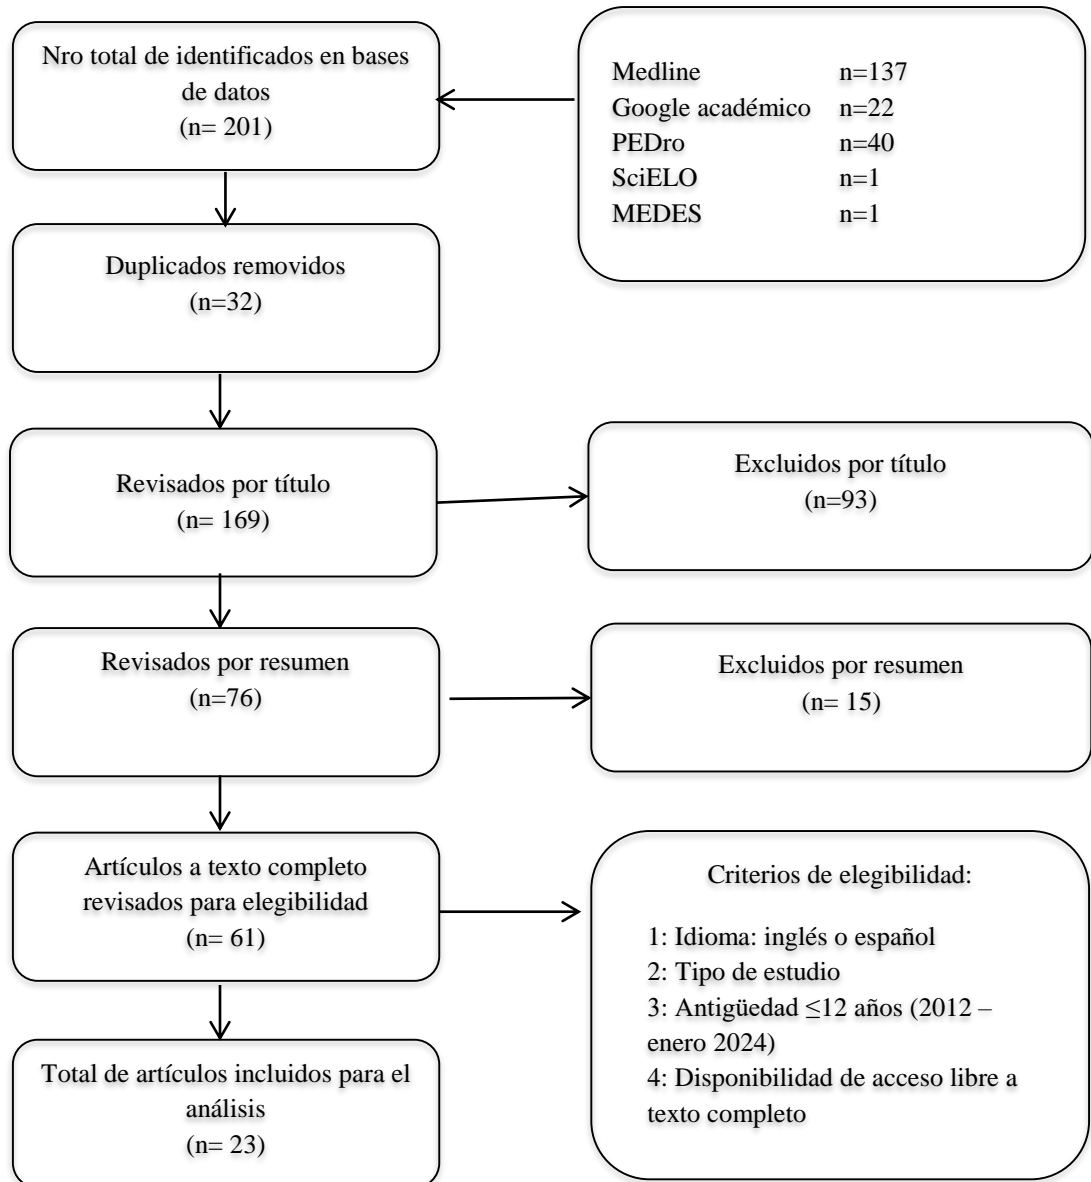 Nro total de identificados en bases
de datos
(n= 201)
Medline n=137
Google académico n=22
PEDro n=40
SciELO n=1
MEDES n=1
Duplicados removidos
(n=32)
Revisados por título
(n= 169)
Excluidos por título
(n=93)
Revisados por resumen
(n=76)
Excluidos por resumen
(n= 15)
Artículos a texto completo
revisados para elegibilidad
(n= 61)
Criterios de elegibilidad:
1: Idioma: inglés o español
2: Tipo de estudio
3: Antigüedad ≤12 años (2012 –
enero 2024)
4: Disponibilidad de acceso libre a
texto completo
Total de artículos incluidos para el
análisis
(n= 23)